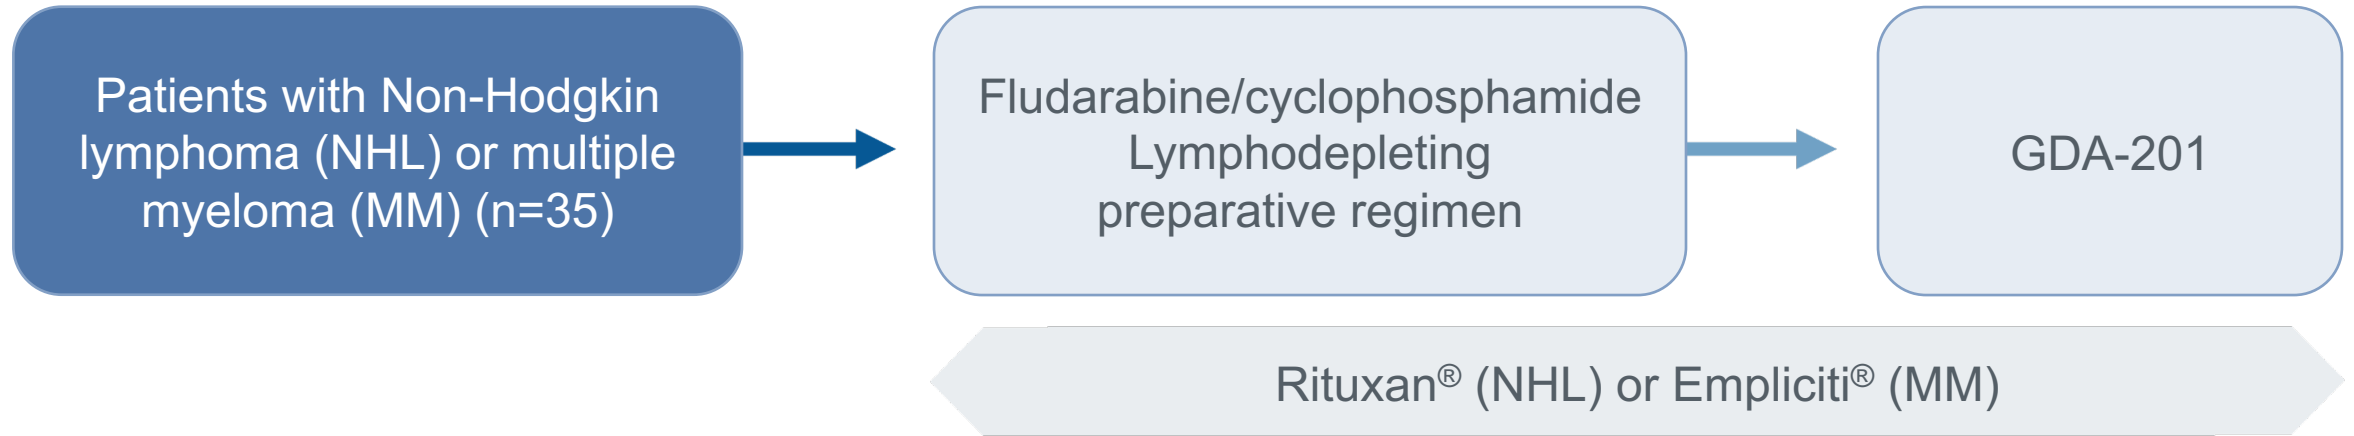 Patients with Non-Hodgkin
lymphoma (NHL) or multiple
myeloma (MM) (n=35)
Fludarabine/cyclophosphamide
Lymphodepleting
preparative regimen
GDA-201
Rituxan® (NHL) or Empliciti® (MM)